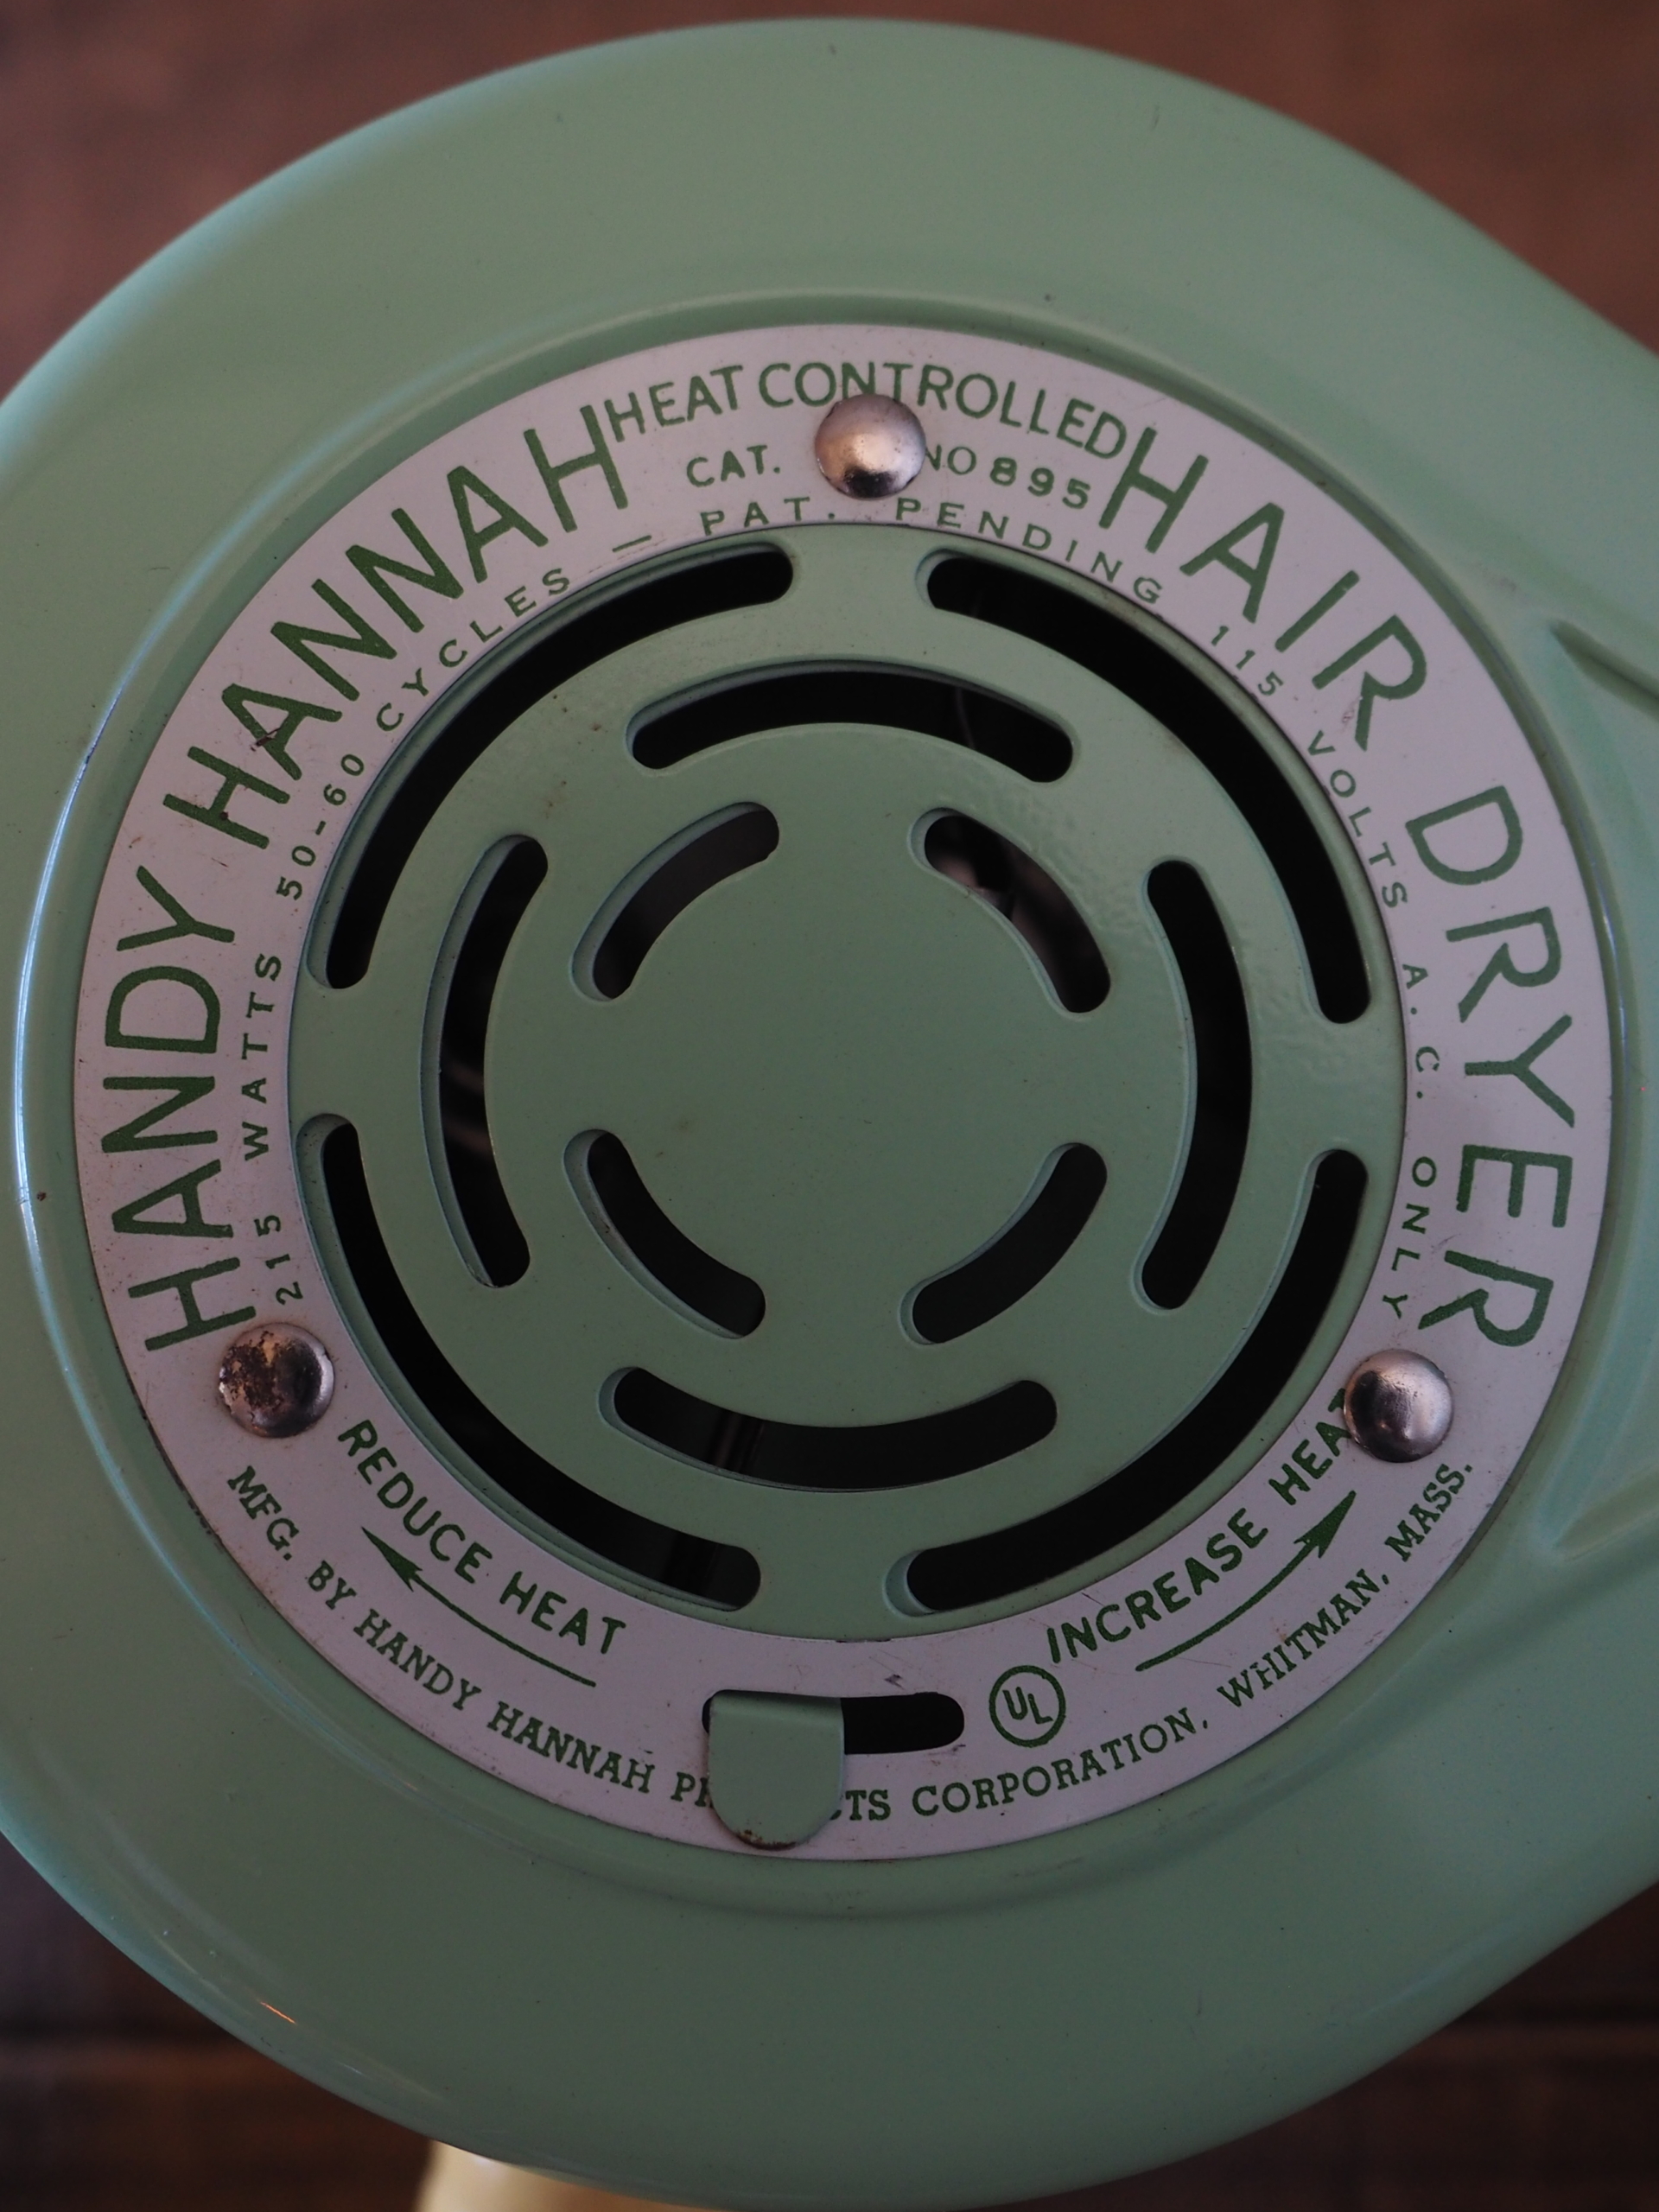 HANDY HANNAH HEAT CONTROLLED HAIR DRYER
CAT. NO 895
215 WATTS 50-60 CYCLES — PAT. PENDING 115 VOLTS A.C. ONLY
REDUCE HEAT
INCREASE HEAT
UL
MFG. BY HANDY HANNAH CORPORATION, WHITMAN, MASS.